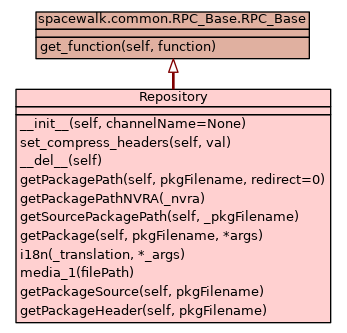 spacewalk.common.RPC_Base.RPC_Base
get_function(self, function)
Repository
__init__(self, channelName=None)
set_compress_headers(self, val)
__del__(self)
getPackagePath(self, pkgFilename, redirect=0)
getPackagePathNVRA(_nvra)
getSourcePackagePath(self, _pkgFilename)
getPackage(self, pkgFilename, *args)
i18n(_translation, *_args)
media_1(filePath)
getPackageSource(self, pkgFilename)
getPackageHeader(self, pkgFilename)